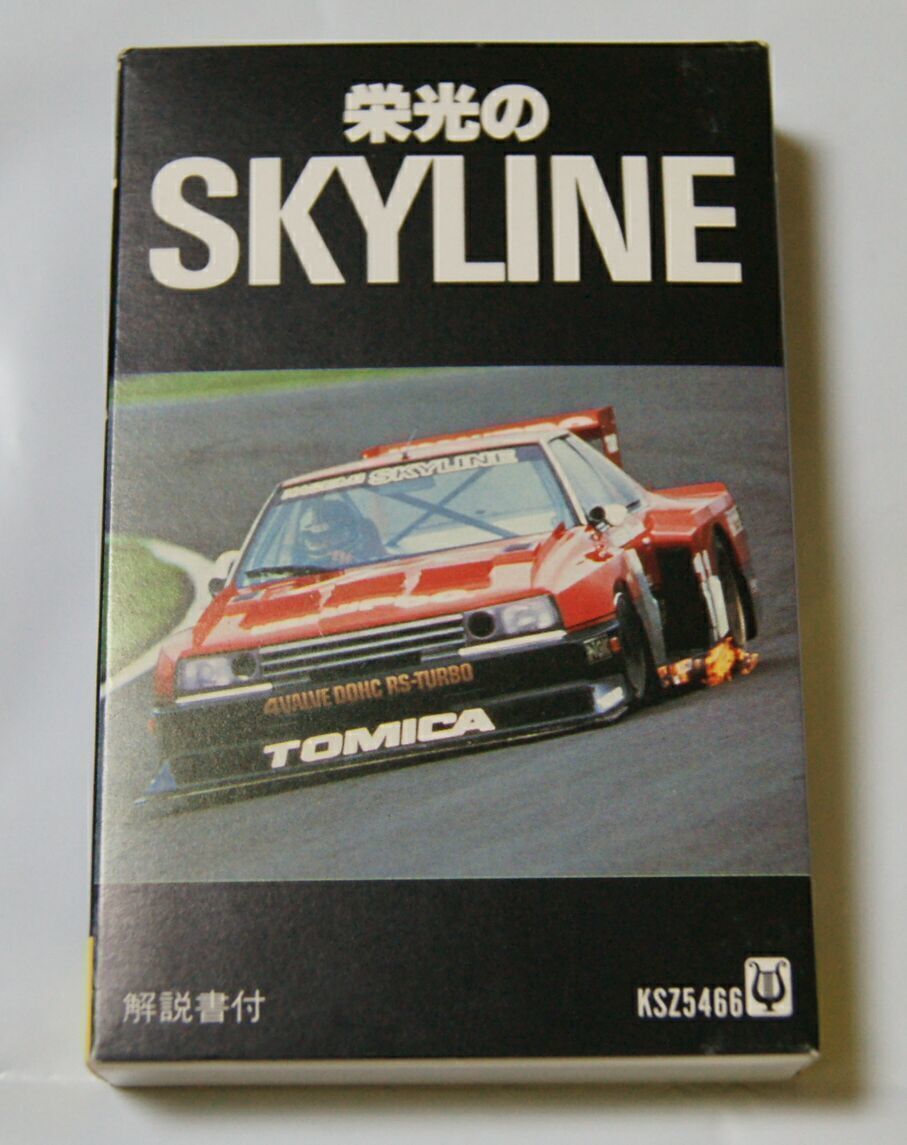 栄光の
SKYLINE
SKYLINE
4VALVE DOHC RS-TURBO
TOMICA
解説書付
KSZ5466